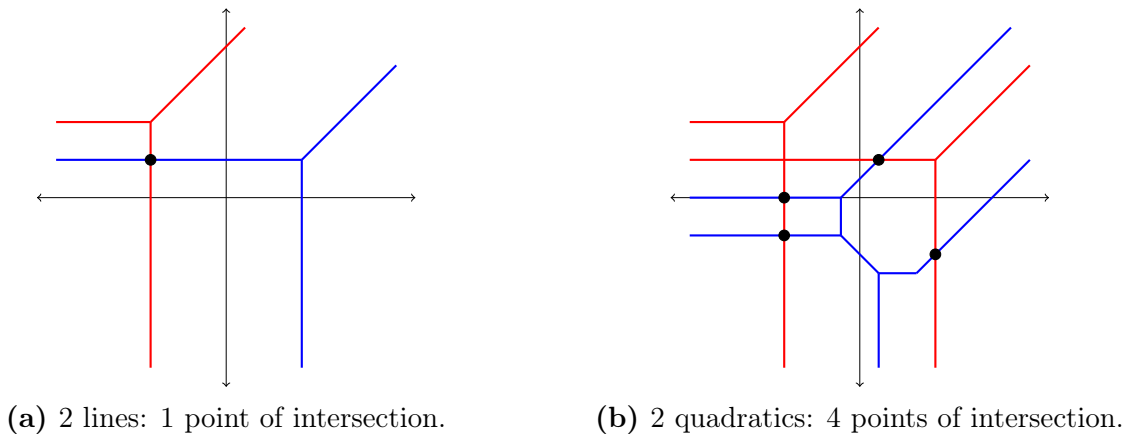 (a) 2 lines: 1 point of intersection.
(b) 2 quadratics: 4 points of intersection.